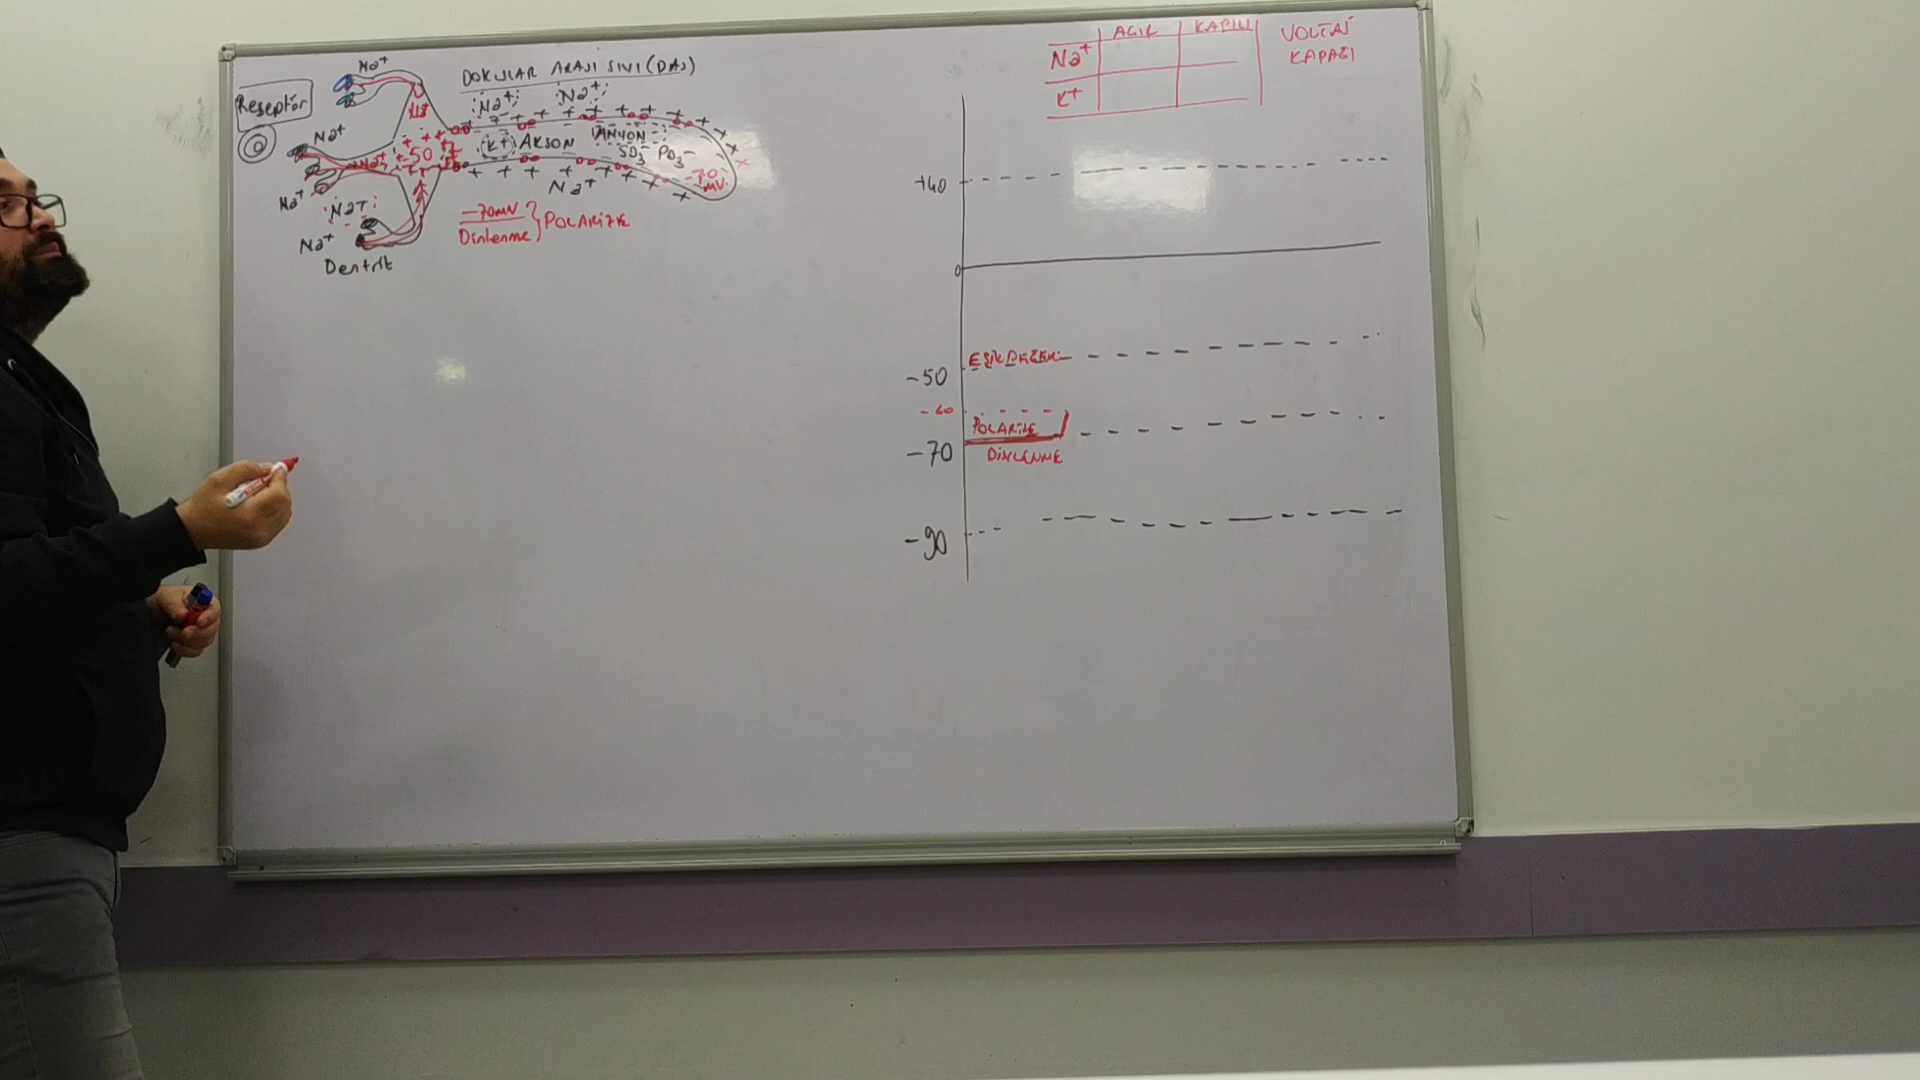 Na+
DOKULAR ARASI SIVI (DAS)
Reseptör
Na+ Na+
Na+
+ + + + + + + +
-50 K+ AKSON ANYON
SO3 PO3-
Na+
+ + + + + + +
Na+
-70
mV
Na+
Na+
-70mV
Dinlenme } POLARİZE
Na+
Dentrit
AÇIK KAPALI
Na+
K+
VOLTAJ
KAPAĞI
+40
0
EŞİK DEĞER
-50
-60
POLARİZE
-70
DİNLENME
-90